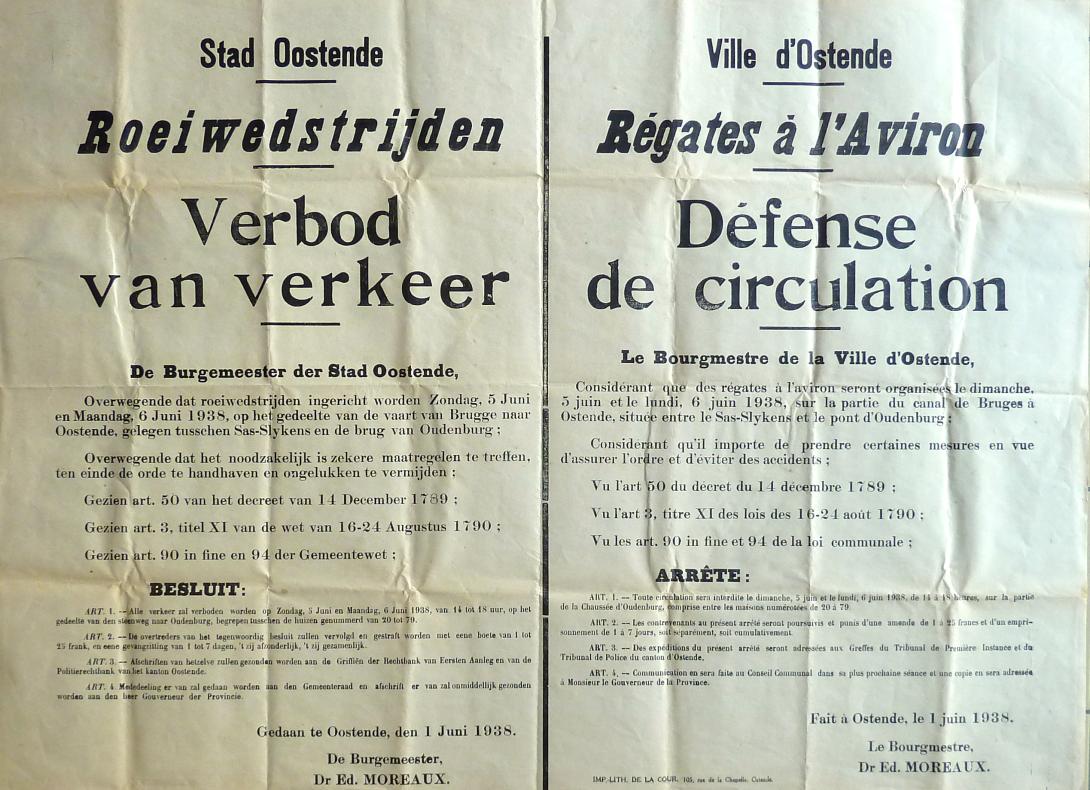 Stad Oostende
Roeiwedstrijden
Verbod
van verkeer
De Burgemeester der Stad Oostende,
Overwegende dat roeiwedstrijden ingericht worden Zondag, 5 Juni
en Maandag, 6 Juni 1938, op het gedeelte van de vaart van Brugge naar
Oostende, gelegen tusschen Sas-Slykens en de brug van Oudenburg ;
Overwegende dat het noodzakelijk is zekere maatregelen te treffen,
ten einde de orde te handhaven en ongelukken te vermijden ;
Gezien art. 50 van het decreet van 14 December 1789 ;
Gezien art. 3, titel XI van de wet van 16-24 Augustus 1790 ;
Gezien art. 90 in fine en 94 der Gemeentewet ;
BESLUIT:
ART. 1. — Alle verkeer zal verboden worden op Zondag, 5 Juni en Maandag, 6 Juni 1938, van 14 tot 18 uur, op het
gedeelte van den steenweg naar Oudenburg, begrepen tusschen de huizen genummerd van 20 tot 79.
ART. 2. — De overtreders van het tegenwoordig besluit zullen vervolgd en gestraft worden met eene boete van 1 tot
25 frank, en eene gevangzitting van 1 tot 7 dagen, 't zij afzonderlijk, 't zij gezamenlijk.
ART. 3. — Afschriften van hetzelve zullen gezonden worden aan de Griffiën der Rechtbank van Eersten Aanleg en van de
Politierechtbank van het kanton Oostende.
ART. 4. Mededeeling er van zal gedaan worden aan den Gemeenteraad en afschrift er van zal onmiddellijk gezonden
worden aan den heer Gouverneur der Provincie.
Gedaan te Oostende, den 1 Juni 1938.
De Burgemeester,
Dr Ed. MOREAUX.
Ville d'Ostende
Régates à l'Aviron
Défense
de circulation
Le Bourgmestre de la Ville d'Ostende,
Considérant que des régates à l'aviron seront organisées le dimanche,
5 juin et le lundi, 6 juin 1938, sur la partie du canal de Bruges à
Ostende, située entre le Sas-Slykens et le pont d'Oudenburg ;
Considérant qu'il importe de prendre certaines mesures en vue
d'assurer l'ordre et d'éviter des accidents ;
Vu l'art 50 du décret du 14 décembre 1789 ;
Vu l'art 3, titre XI des lois des 16-24 août 1790 ;
Vu les art. 90 in fine et 94 de la loi communale ;
ARRÊTE :
ART. 1. — Toute circulation sera interdite le dimanche, 5 juin et le lundi, 6 juin 1938, de 14 à 18 heures, sur la partie
de la Chaussée d'Oudenburg, comprise entre les maisons numérotées de 20 à 79.
ART. 2. — Les contrevenants au présent arrêté seront poursuivis et punis d'une amende de 1 à 25 francs et d'un empri-
sonnement de 1 à 7 jours, soit séparément, soit cumulativement.
ART. 3. — Des expéditions du présent arrêté seront adressées aux Greffes du Tribunal de Première Instance et du
Tribunal de Police du canton d'Ostende.
ART. 4. — Communication en sera faite au Conseil Communal dans sa plus prochaine séance et une copie en sera adressée
à Monsieur le Gouverneur de la Province.
Fait à Ostende, le 1 juin 1938.
Le Bourgmestre,
Dr Ed. MOREAUX.
IMP.-LITH. DE LA COUR, 105, rue de la Chapelle, Ostende.